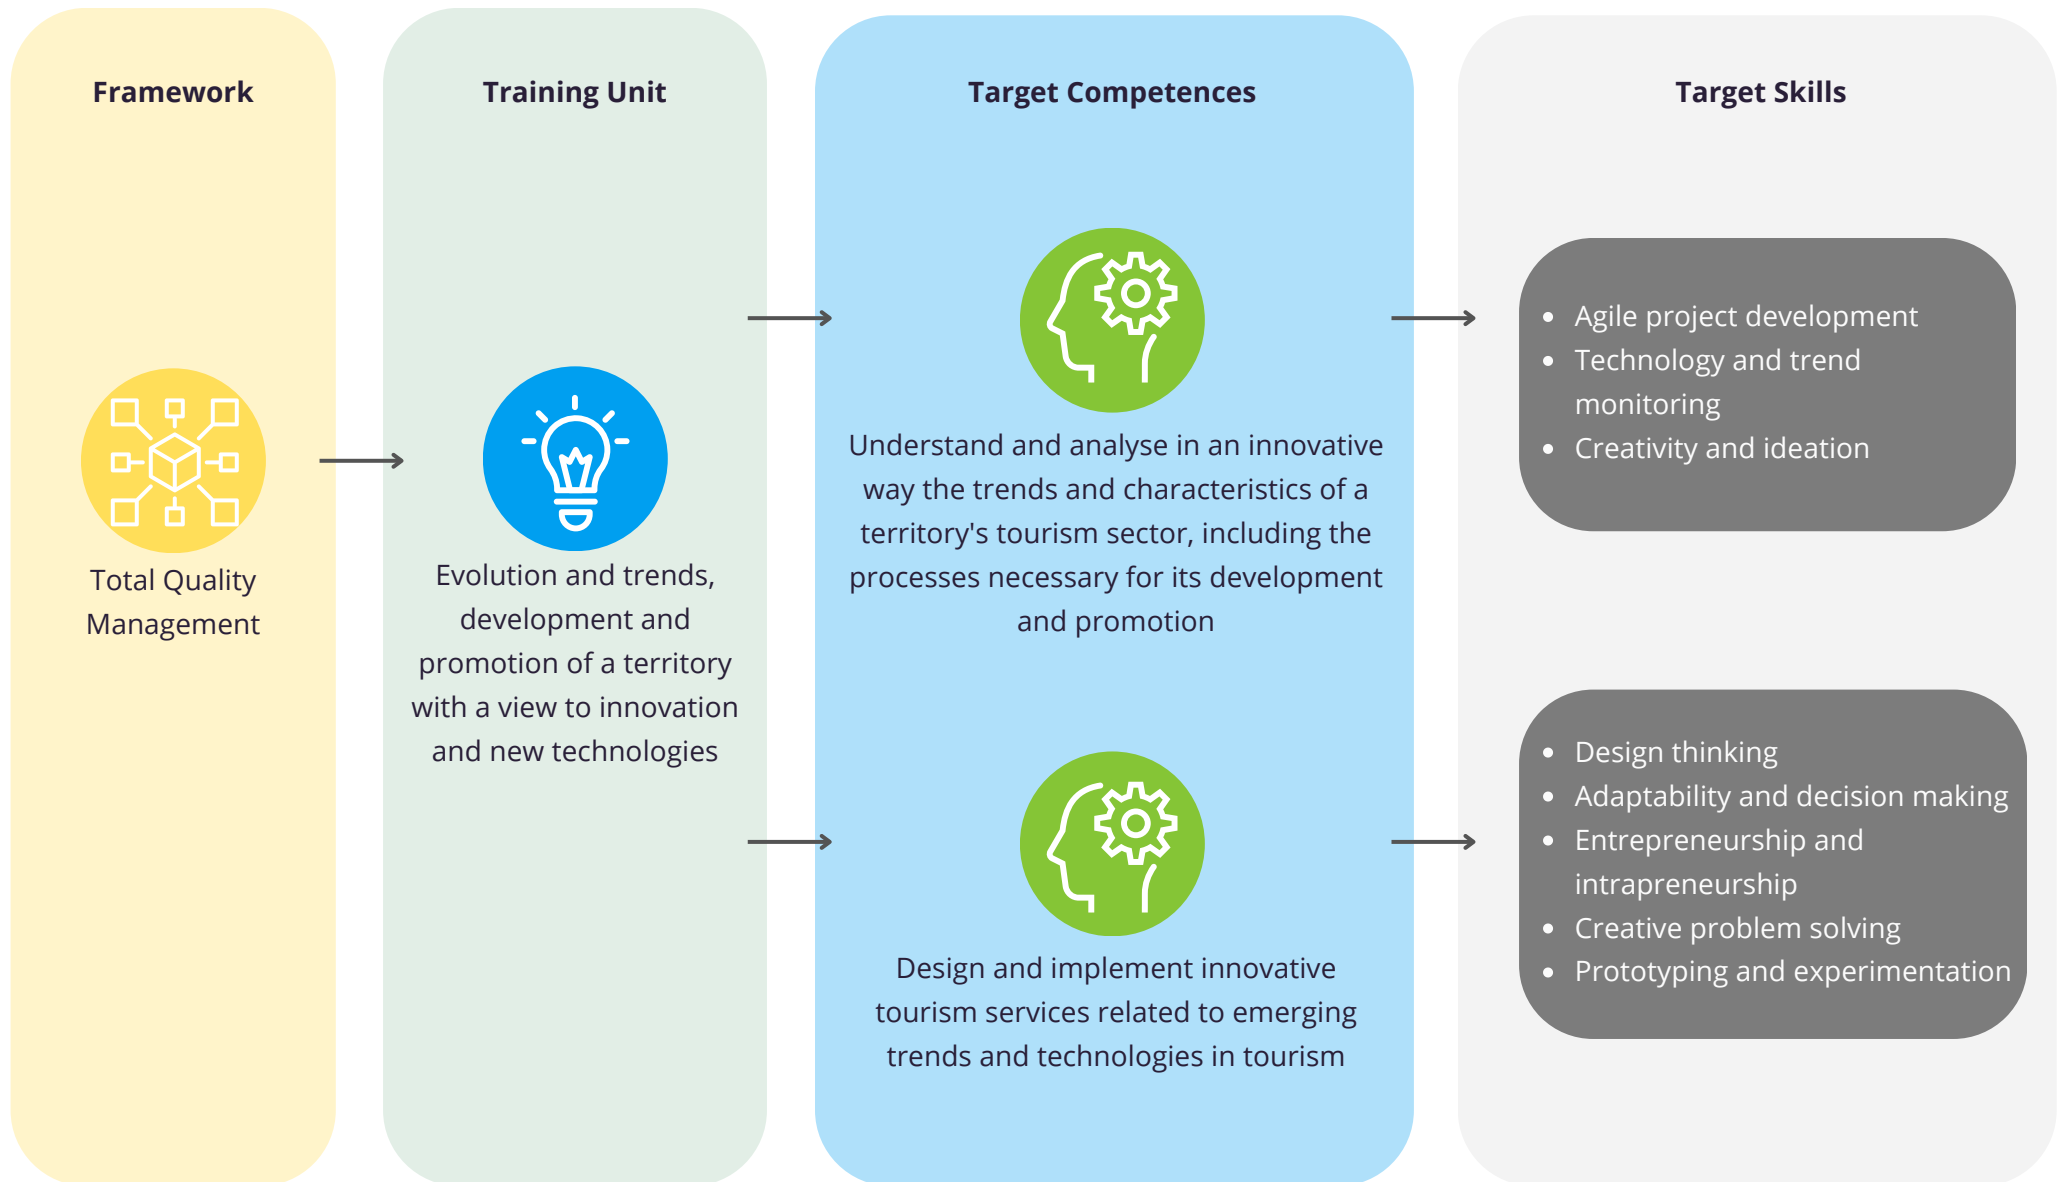 Framework
Total Quality
Management
Training Unit
Evolution and trends,
development and
promotion of a territory
with a view to innovation
and new technologies
Target Competences
Understand and analyse in an innovative
way the trends and characteristics of a
territory's tourism sector, including the
processes necessary for its development
and promotion
Design and implement innovative
tourism services related to emerging
trends and technologies in tourism
Target Skills
• Agile project development
• Technology and trend
monitoring
• Creativity and ideation
• Design thinking
• Adaptability and decision making
• Entrepreneurship and
intrapreneurship
• Creative problem solving
• Prototyping and experimentation